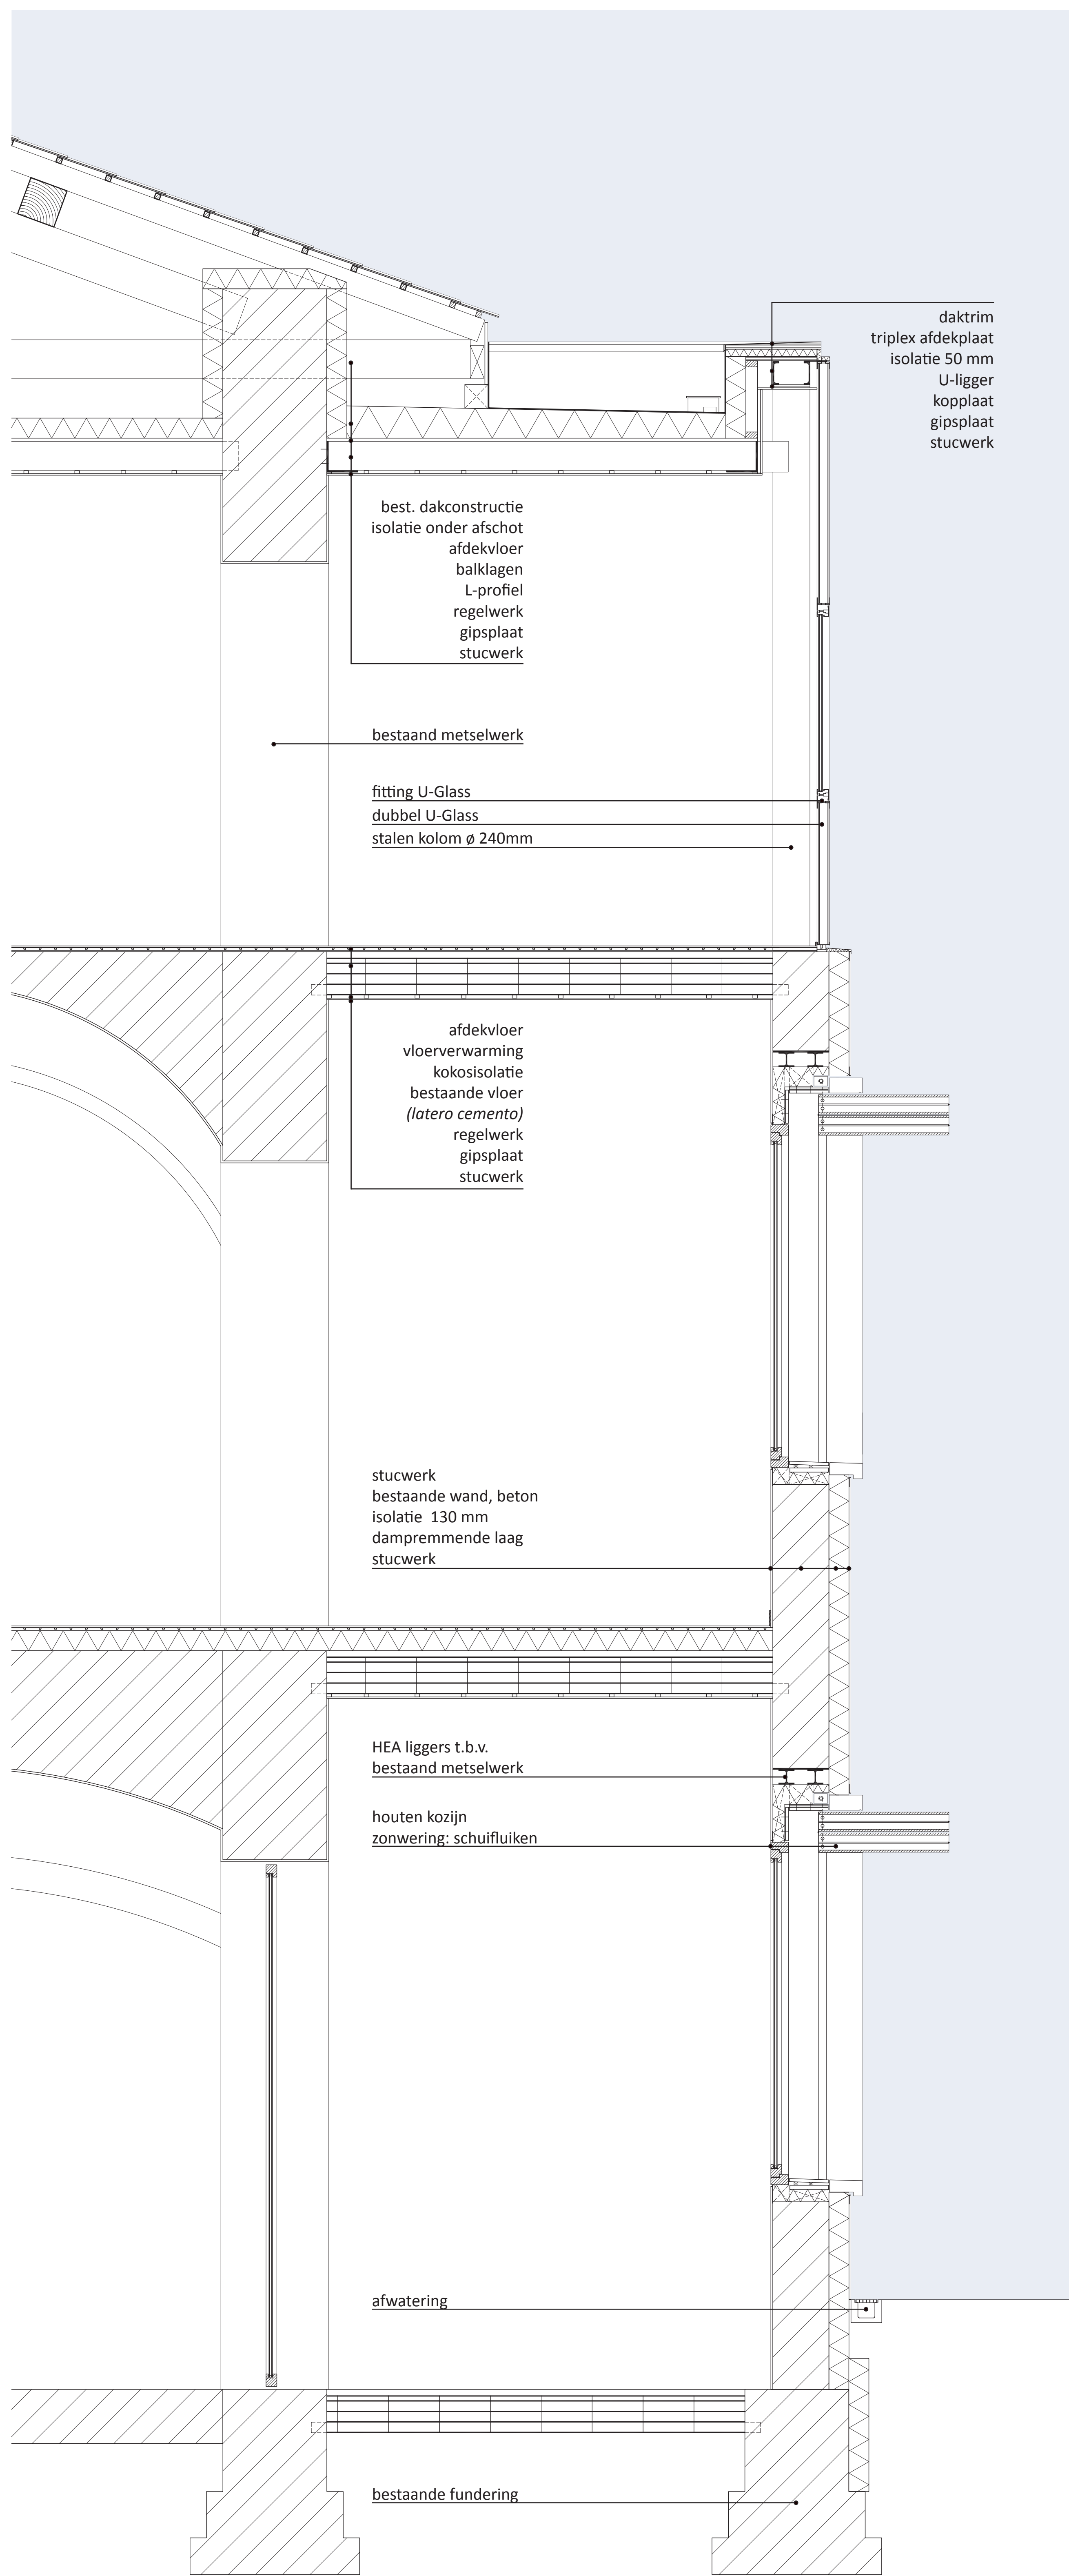 daktrim
triplex afdekplaat
isolatie 50 mm
U-ligger
kopplaat
gipsplaat
stucwerk
best. dakconstructie
isolatie onder afschot
afdekvloer
balklagen
L-profiel
regelwerk
gipsplaat
stucwerk
bestaand metselwerk
fitting U-Glass
dubbel U-Glass
stalen kolom ø 240mm
afdekvloer
vloerverwarming
kokosisolatie
bestaande vloer
(latero cemento)
regelwerk
gipsplaat
stucwerk
stucwerk
bestaande wand, beton
isolatie 130 mm
dampremmende laag
stucwerk
HEA liggers t.b.v.
bestaand metselwerk
houten kozijn
zonwering: schuifluiken
afwatering
bestaande fundering